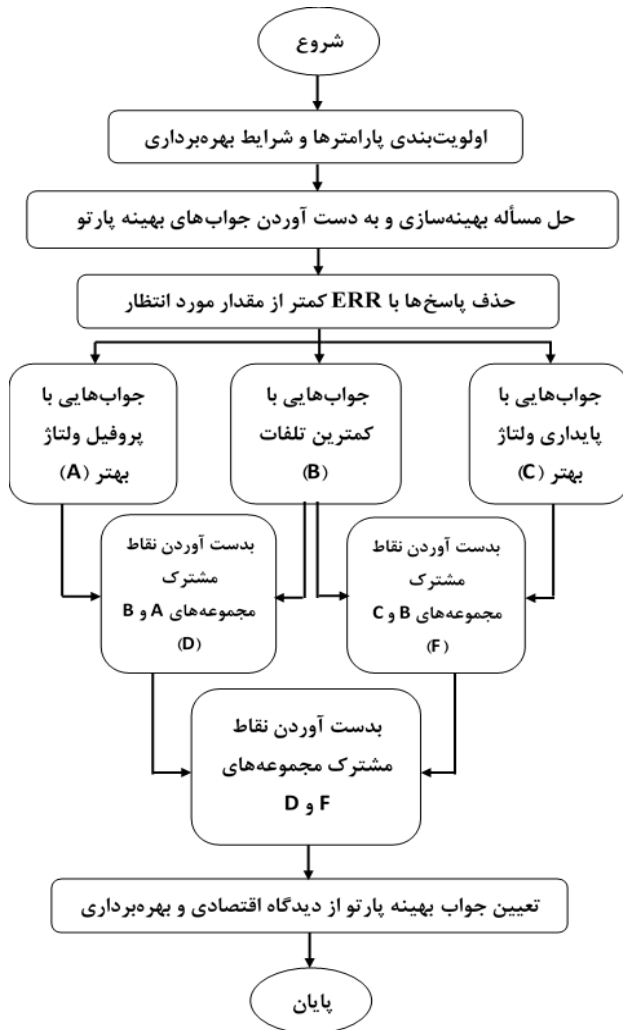 شروع
اولویت‌بندی پارامترها و شرایط بهره‌برداری
حل مسأله بهینه‌سازی و به دست آوردن جواب‌های بهینه پارتو
حذف پاسخ‌ها با ERR کمتر از مقدار مورد انتظار
جواب‌هایی با
پایداری ولتاژ
بهتر (C)
جواب‌هایی با
کمترین تلفات
(B)
جواب‌هایی با
پروفیل ولتاژ
بهتر (A)
بدست آوردن نقاط
مشترک
مجموعه‌های B و C
(F)
بدست آوردن نقاط
مشترک
مجموعه‌های A و B
(D)
بدست آوردن نقاط
مشترک مجموعه‌های
F و D
تعیین جواب بهینه پارتو از دیدگاه اقتصادی و بهره‌برداری
پایان